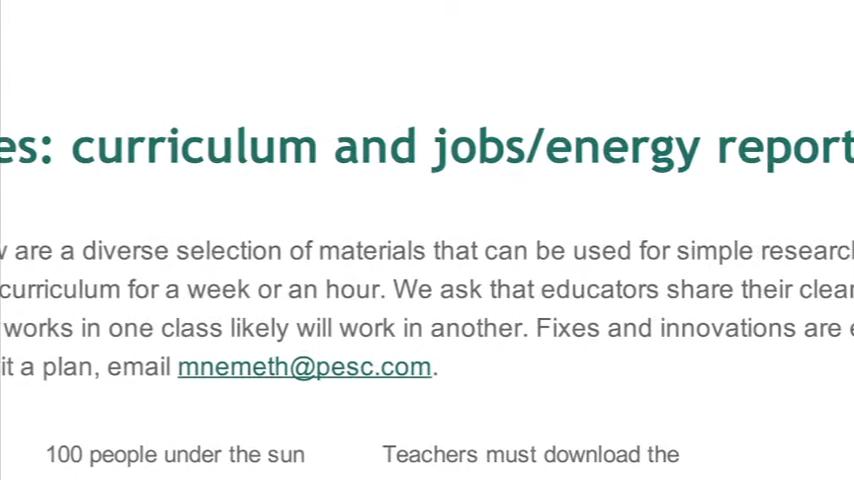 es: curriculum and jobs/energy report
are a diverse selection of materials that can be used for simple research
curriculum for a week or an hour. We ask that educators share their clean
works in one class likely will work in another. Fixes and innovations are
it a plan, email mnemeth@pesc.com.
100 people under the sun Teachers must download the